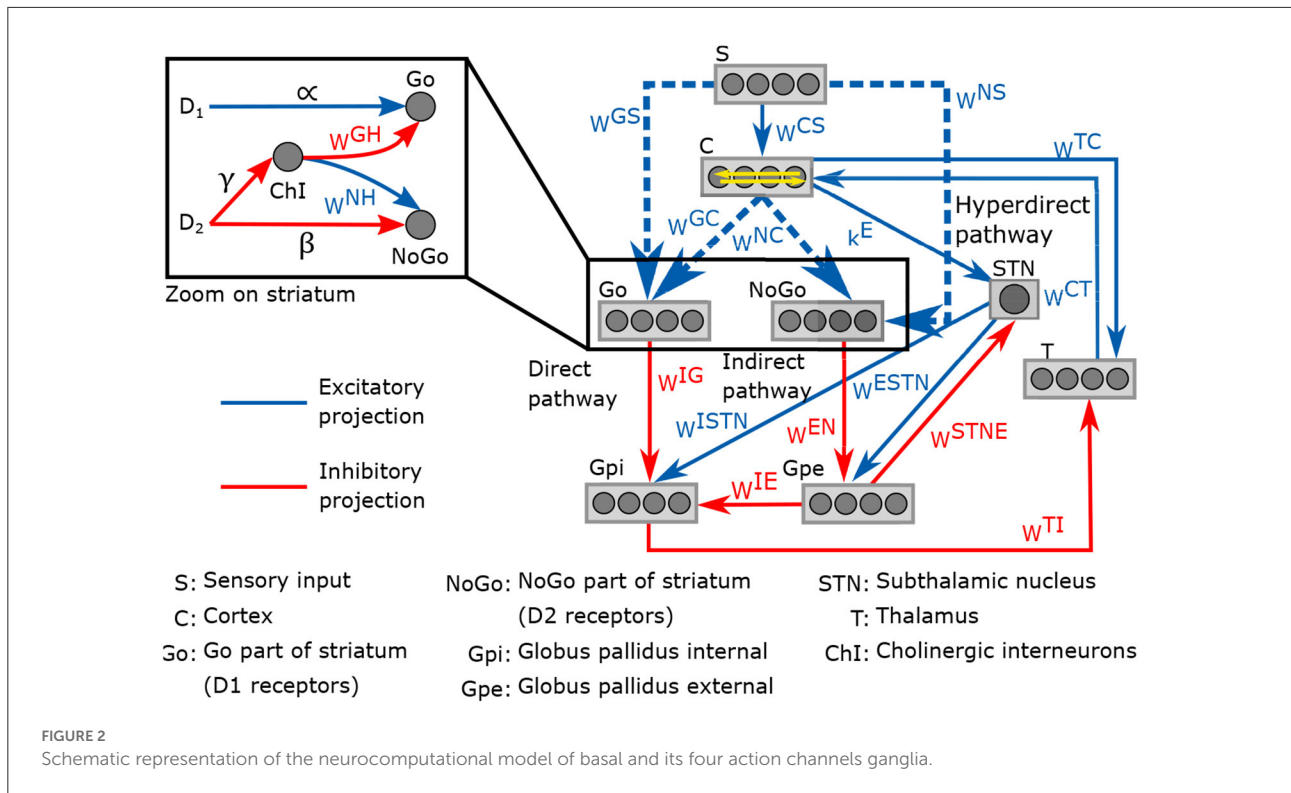 Go
D1
α
WGH
γ
ChI
WNH
D2
β
NoGo
Zoom on striatum
S
WGS
WNS
WCS
C
WTC
WGC
WNC
kE
Hyperdirect
pathway
STN
WCT
Go
NoGo
T
Direct
pathway
WIG
Indirect
pathway
WESTN
WISTN
WEN
WSTNE
Gpi
WIE
Gpe
WTI
Excitatory
projection
Inhibitory
projection
S: Sensory input
C: Cortex
Go: Go part of striatum
(D1 receptors)
NoGo: NoGo part of striatum
(D2 receptors)
Gpi: Globus pallidus internal
Gpe: Globus pallidus external
STN: Subthalamic nucleus
T: Thalamus
ChI: Cholinergic interneurons
FIGURE 2
Schematic representation of the neurocomputational model of basal and its four action channels ganglia.